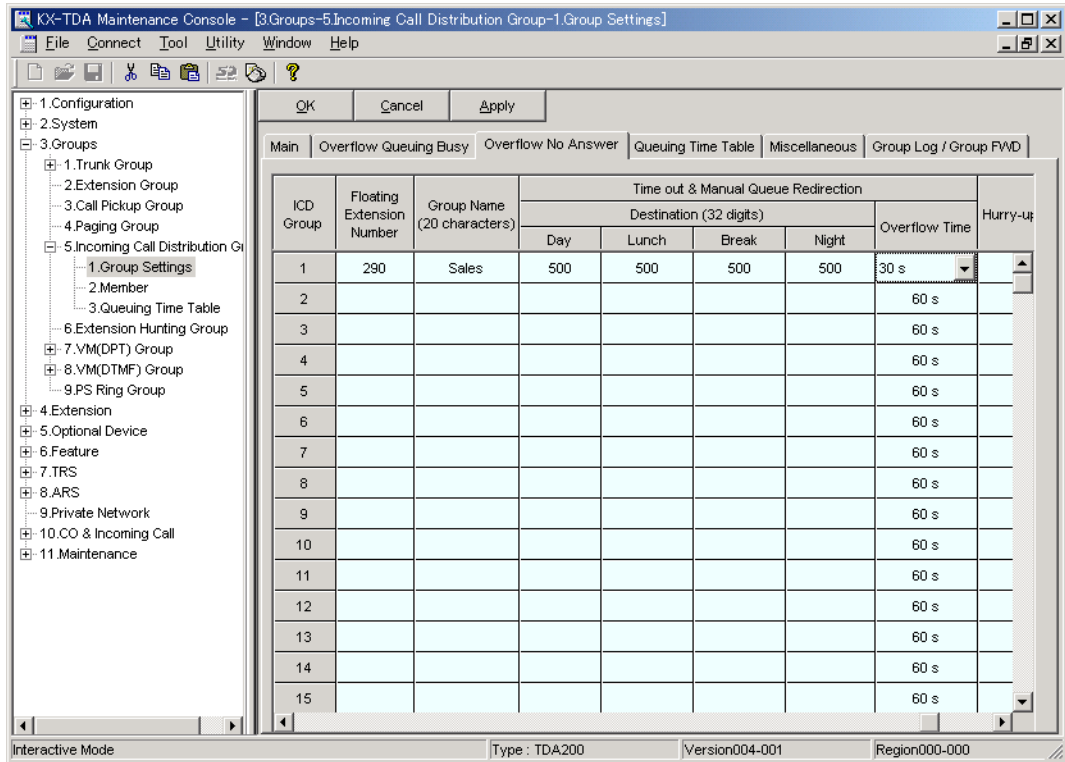 KX-TDA Maintenance Console - [3.Groups-5.Incoming Call Distribution Group-1.Group Settings]
File Connect Tool Utility Window Help
1.Configuration
2.System
3.Groups
1.Trunk Group
2.Extension Group
3.Call Pickup Group
4.Paging Group
5.Incoming Call Distribution Gr
1.Group Settings
2.Member
3.Queuing Time Table
6.Extension Hunting Group
7.VM(DPT) Group
8.VM(DTMF) Group
9.PS Ring Group
4.Extension
5.Optional Device
6.Feature
7.TRS
8.ARS
9.Private Network
10.CO & Incoming Call
11.Maintenance
OK Cancel Apply
Main Overflow Queuing Busy Overflow No Answer Queuing Time Table Miscellaneous Group Log / Group FWD
ICD Group Floating Extension Number Group Name (20 characters) Time out & Manual Queue Redirection Hurry-up
Destination (32 digits) Overflow Time
Day Lunch Break Night
1 290 Sales 500 500 500 500 30 s
2 60 s
3 60 s
4 60 s
5 60 s
6 60 s
7 60 s
8 60 s
9 60 s
10 60 s
11 60 s
12 60 s
13 60 s
14 60 s
15 60 s
Interactive Mode Type : TDA200 Version004-001 Region000-000